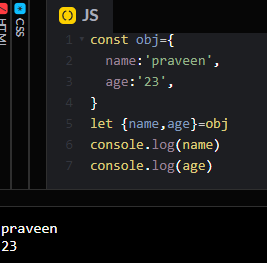 HTML
CSS
JS
1 const obj={
2 name:'praveen',
3 age:'23',
4 }
5 let {name,age}=obj
6 console.log(name)
7 console.log(age)
praveen
23